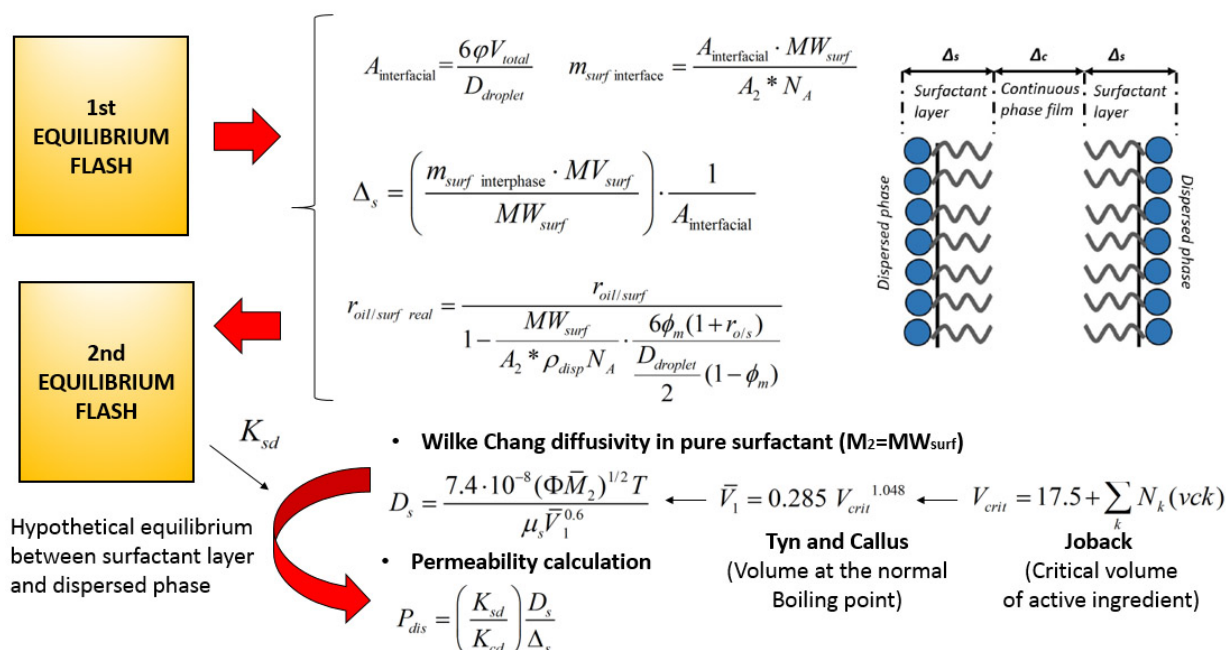 1st
EQUILIBRIUM
FLASH
A_interfacial = 6φV_total / D_droplet
m_surf interface = A_interfacial · MW_surf / A_2 * N_A
Δ_s = (m_surf interphase · MV_surf / MW_surf) · 1 / A_interfacial
r_oil/surf real = r_oil/surf / (1 − MW_surf / (A_2 * ρ_disp N_A) · 6ϕ_m(1 + r_o/s) / (D_droplet / 2 (1 − ϕ_m)))
Δs Δc Δs
Surfactant layer
Continuous phase film
Surfactant layer
Dispersed phase
Dispersed phase
2nd
EQUILIBRIUM
FLASH
K_sd
Hypothetical equilibrium
between surfactant layer
and dispersed phase
• Wilke Chang diffusivity in pure surfactant (M2=MWsurf)
D_s = 7.4·10^-8 (ΦM̄_2)^1/2 T / μ_s V̄_1^0.6
V̄_1 = 0.285 V_crit^1.048
V_crit = 17.5 + ∑_k N_k (vck)
Tyn and Callus
(Volume at the normal
Boiling point)
Joback
(Critical volume
of active ingredient)
• Permeability calculation
P_dis = (K_sd / K_cd) D_s / Δ_s